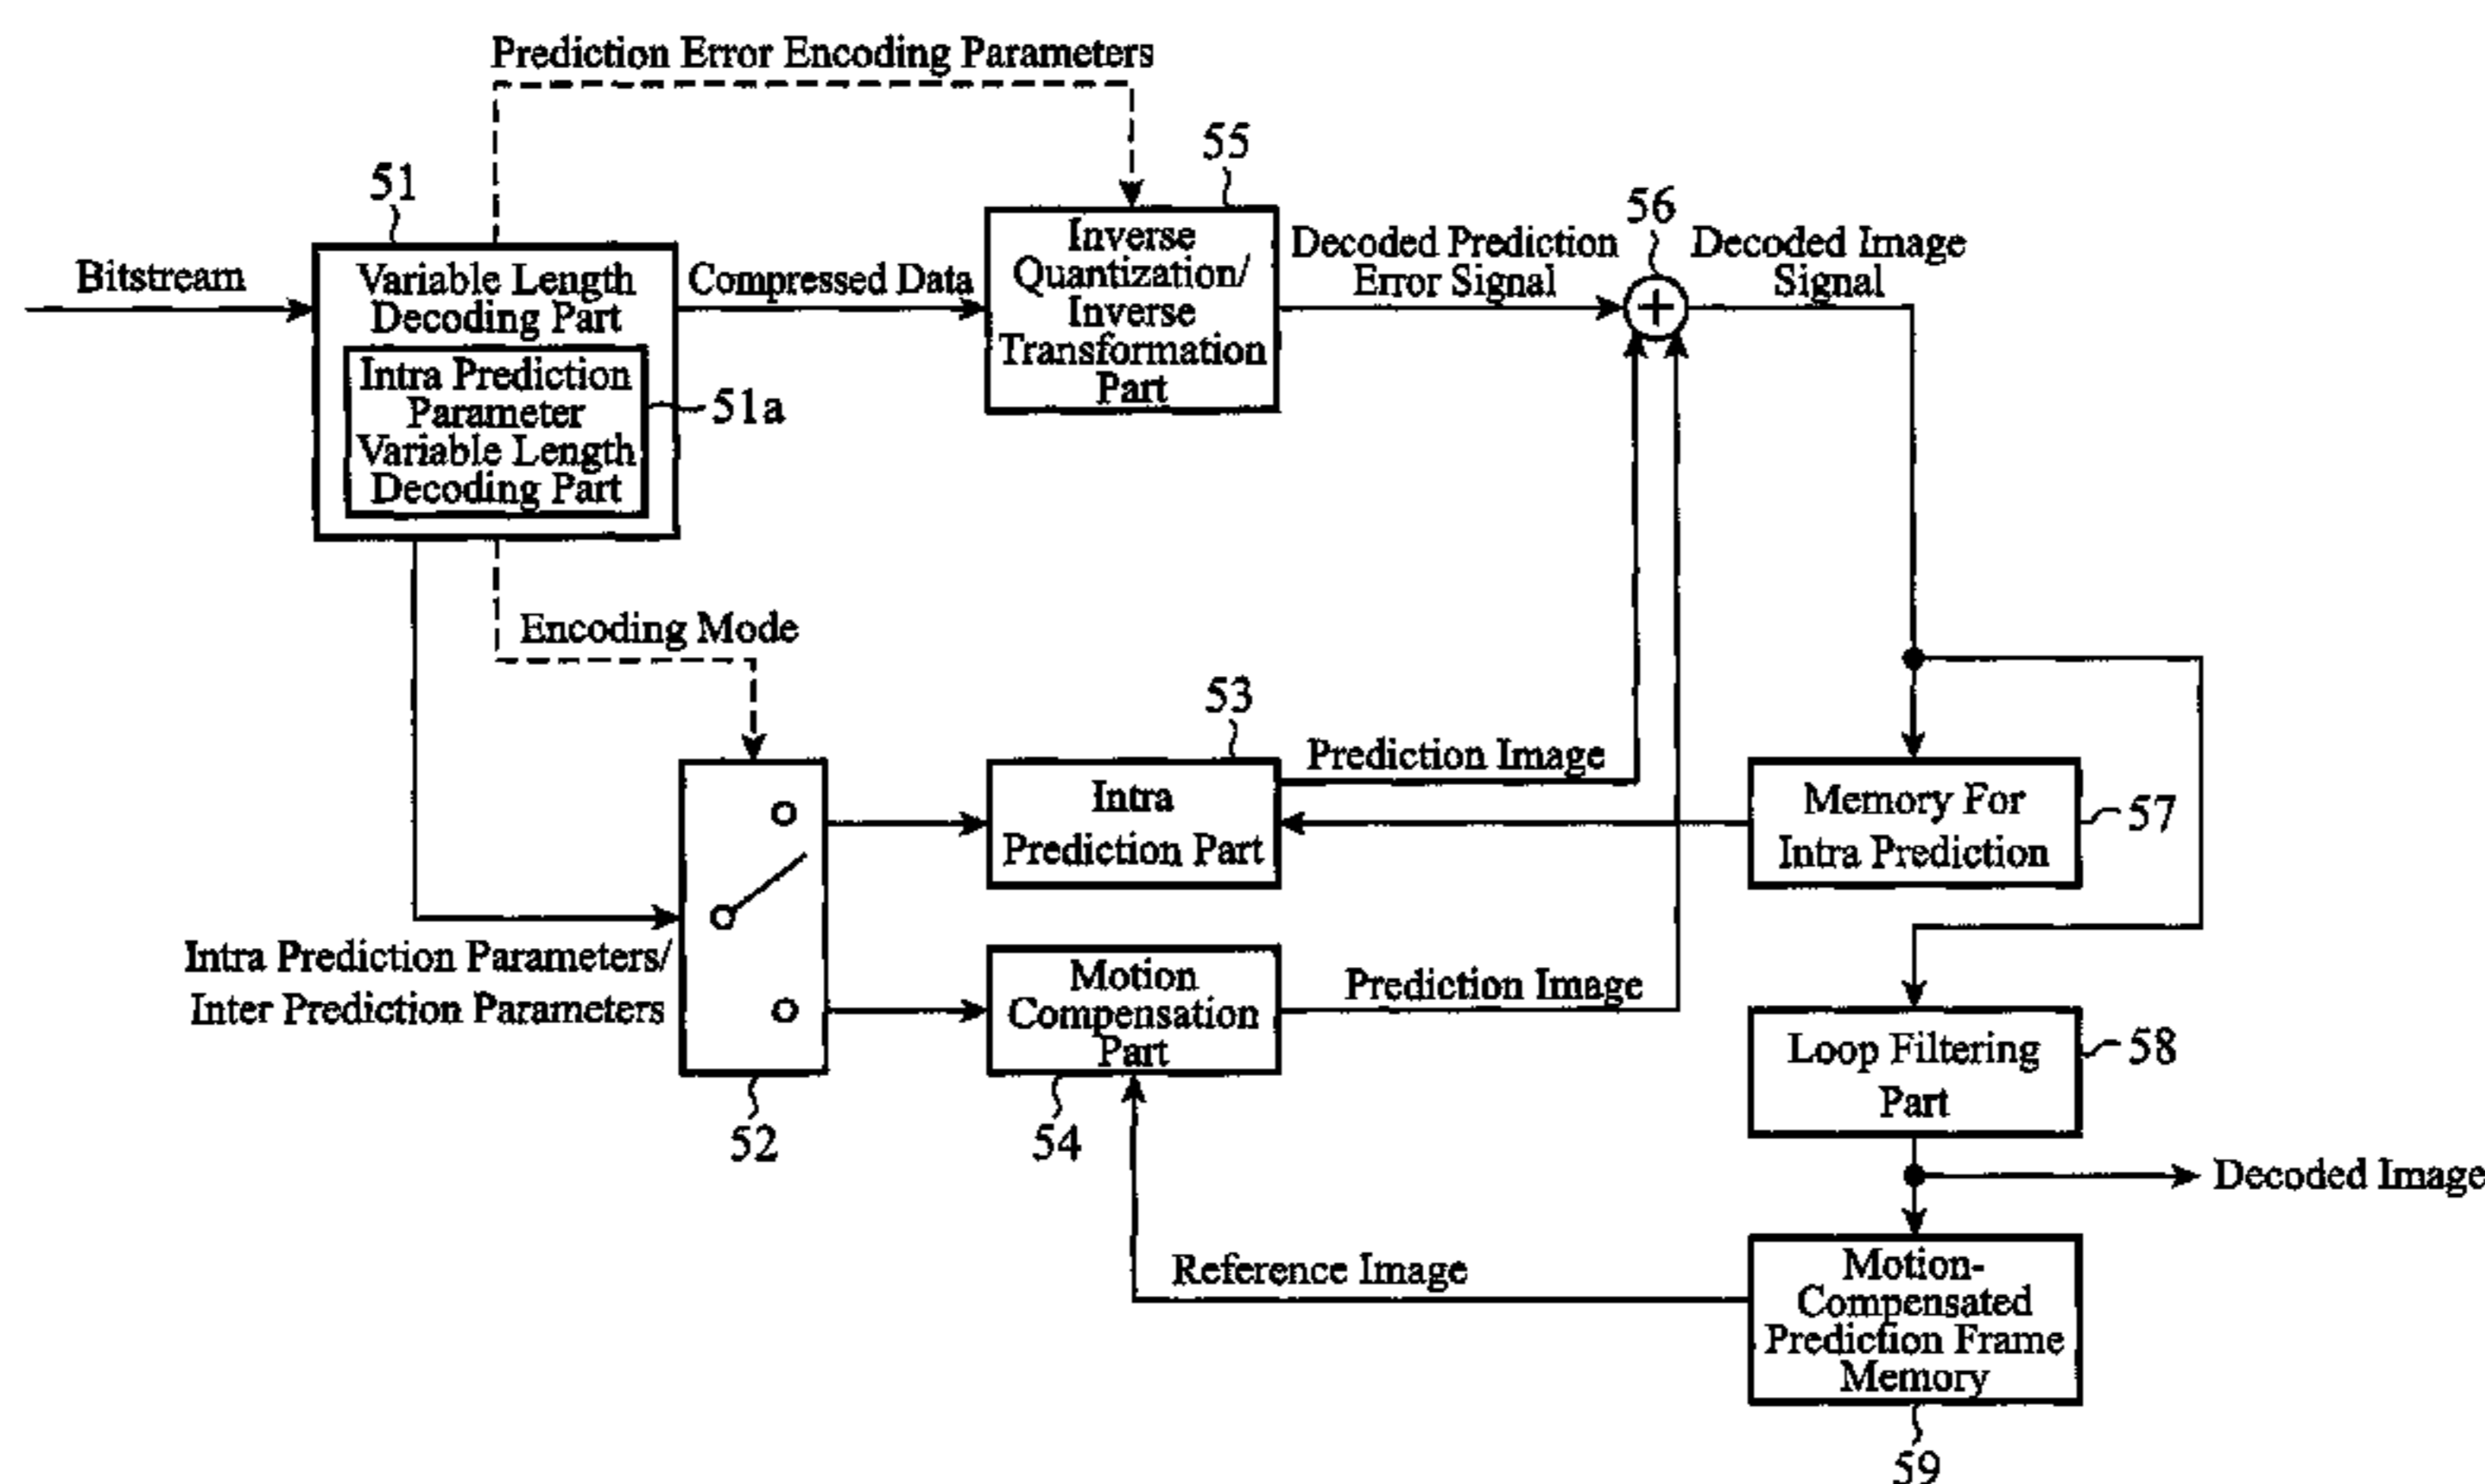 Prediction Error Encoding Parameters
55
51
56
Bitstream
Variable Length
Decoding Part
Compressed Data
Inverse
Quantization/
Inverse
Transformation
Part
Decoded Prediction
Error Signal
+
Decoded Image
Signal
Intra Prediction
Parameter
Variable Length
Decoding Part
51a
Encoding Mode
53
Prediction Image
Intra
Prediction Part
Memory For
Intra Prediction
57
Intra Prediction Parameters/
Inter Prediction Parameters
Motion
Compensation
Part
Prediction Image
Loop Filtering
Part
58
52
54
Decoded Image
Reference Image
Motion-
Compensated
Prediction Frame
Memory
59